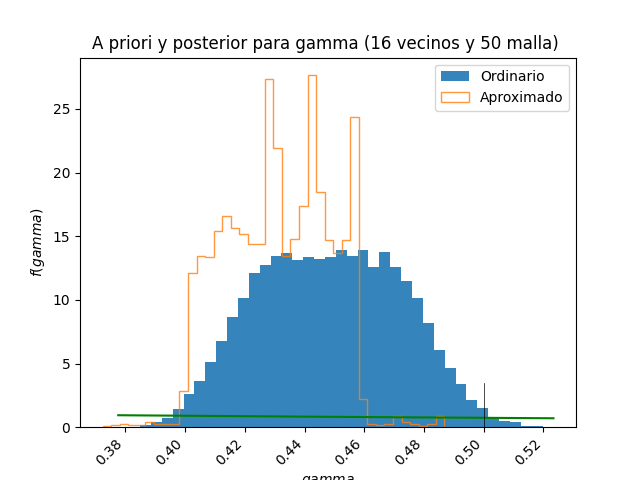 A priori y posterior para gamma (16 vecinos y 50 malla)
Ordinario
Aproximado
25
20
15
10
5
0
f(gamma)
0.38 0.40 0.42 0.44 0.46 0.48 0.50 0.52
gamma